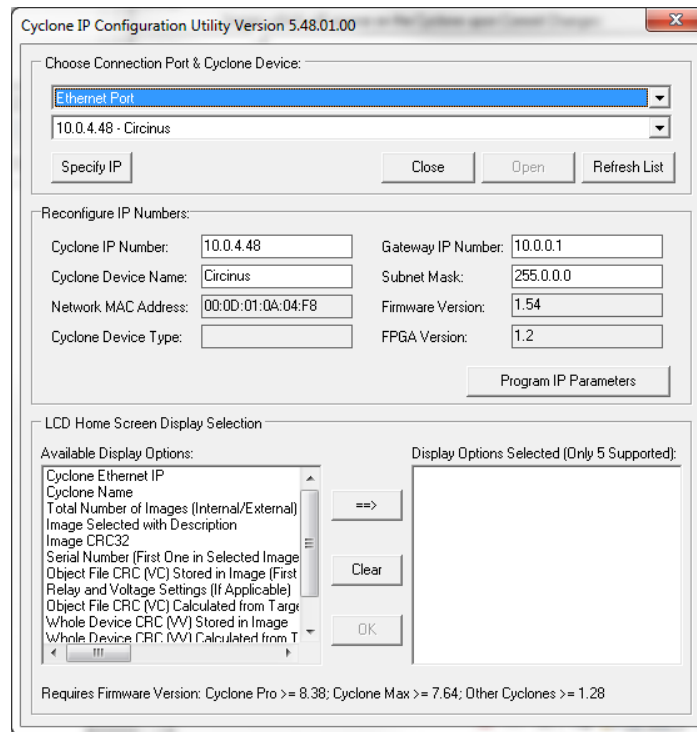 Cyclone IP Configuration Utility Version 5.48.01.00
Choose Connection Port & Cyclone Device:
Ethernet Port
10.0.4.48 - Circinus
Specify IP Close Open Refresh List
Reconfigure IP Numbers:
Cyclone IP Number: 10.0.4.48 Gateway IP Number: 10.0.0.1
Cyclone Device Name: Circinus Subnet Mask: 255.0.0.0
Network MAC Address: 00:0D:01:0A:04:F8 Firmware Version: 1.54
Cyclone Device Type: FPGA Version: 1.2
Program IP Parameters
LCD Home Screen Display Selection
Available Display Options: Display Options Selected (Only 5 Supported):
Cyclone Ethernet IP
Cyclone Name
Total Number of Images (Internal/External)
Image Selected with Description
Image CRC32
Serial Number (First One in Selected Image
Object File CRC (VC) Stored in Image (First
Relay and Voltage Settings (If Applicable)
Object File CRC (VC) Calculated from Targe
Whole Device CRC (VV) Stored in Image
Whole Device CRC (VV) Calculated from T
==>
Clear
OK
Requires Firmware Version: Cyclone Pro >= 8.38; Cyclone Max >= 7.64; Other Cyclones >= 1.28